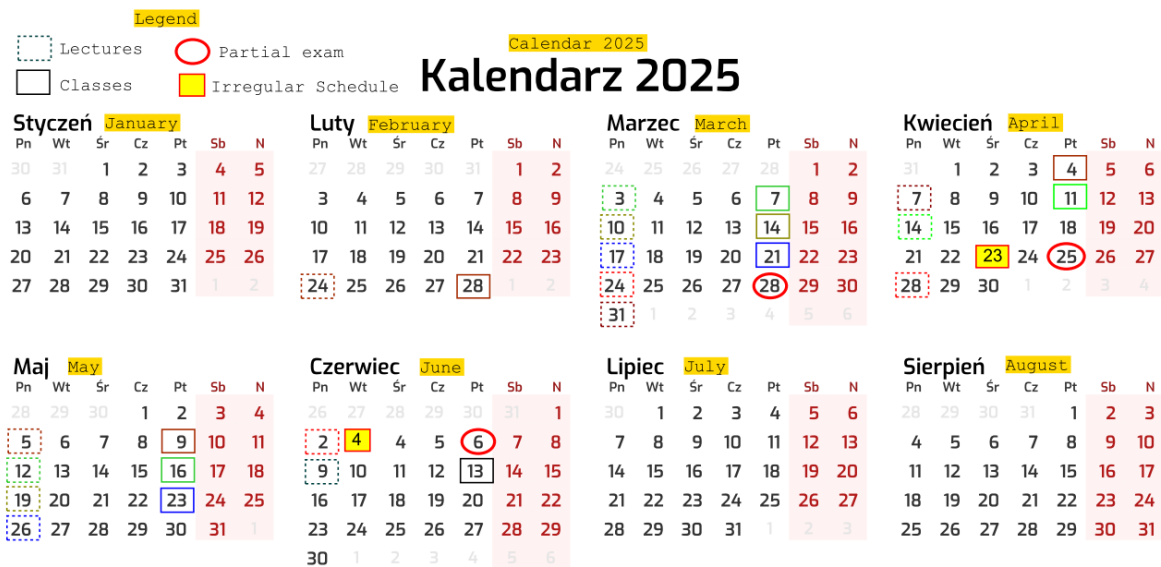 Legend
Lectures
Partial exam
Classes
Irregular Schedule
Calendar 2025
Kalendarz 2025
Styczeń January
Pn Wt Śr Cz Pt Sb N
30 31 1 2 3 4 5
6 7 8 9 10 11 12
13 14 15 16 17 18 19
20 21 22 23 24 25 26
27 28 29 30 31 1 2
Luty February
Pn Wt Śr Cz Pt Sb N
27 28 29 30 31 1 2
3 4 5 6 7 8 9
10 11 12 13 14 15 16
17 18 19 20 21 22 23
24 25 26 27 28 1 2
Marzec March
Pn Wt Śr Cz Pt Sb N
24 25 26 27 28 1 2
3 4 5 6 7 8 9
10 11 12 13 14 15 16
17 18 19 20 21 22 23
24 25 26 27 28 29 30
31 1 2 3 4 5 6
Kwiecień April
Pn Wt Śr Cz Pt Sb N
31 1 2 3 4 5 6
7 8 9 10 11 12 13
14 15 16 17 18 19 20
21 22 23 24 25 26 27
28 29 30 1 2 3 4
Maj May
Pn Wt Śr Cz Pt Sb N
28 29 30 1 2 3 4
5 6 7 8 9 10 11
12 13 14 15 16 17 18
19 20 21 22 23 24 25
26 27 28 29 30 31 1
Czerwiec June
Pn Wt Śr Cz Pt Sb N
26 27 28 29 30 31 1
2 4 4 5 6 7 8
9 10 11 12 13 14 15
16 17 18 19 20 21 22
23 24 25 26 27 28 29
30 1 2 3 4 5 6
Lipiec July
Pn Wt Śr Cz Pt Sb N
30 1 2 3 4 5 6
7 8 9 10 11 12 13
14 15 16 17 18 19 20
21 22 23 24 25 26 27
28 29 30 31 1 2 3
Sierpień August
Pn Wt Śr Cz Pt Sb N
28 29 30 31 1 2 3
4 5 6 7 8 9 10
11 12 13 14 15 16 17
18 19 20 21 22 23 24
25 26 27 28 29 30 31